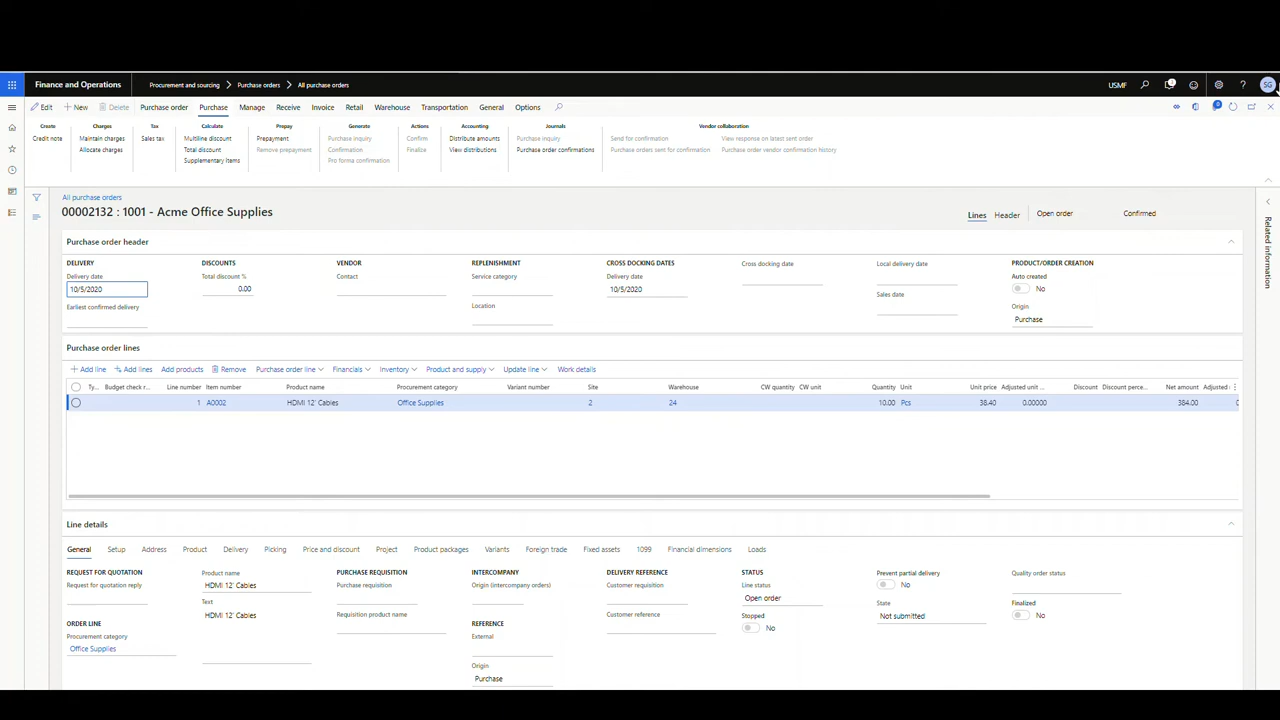 Finance and Operations Procurement and sourcing > Purchase orders > All purchase orders USMF SG
Edit + New Delete Purchase order Purchase Manage Receive Invoice Retail Warehouse Transportation General Options
Create Charges Tax Calculate Prepay Generate Actions Accounting Journals Vendor collaboration
Credit note Maintain charges Sales tax Multiline discount Prepayment Purchase inquiry Confirm Distribute amounts Purchase inquiry Send for confirmation View response on latest sent order
Allocate charges Total discount Remove prepayment Confirmation Finalize View distributions Purchase order confirmations Purchase orders sent for confirmation Purchase order vendor confirmation history
Supplementary items Pro forma confirmation
All purchase orders
00002132 : 1001 - Acme Office Supplies Lines Header Open order Confirmed
Related information
Purchase order header
DELIVERY DISCOUNTS VENDOR REPLENISHMENT CROSS DOCKING DATES Cross docking date Local delivery date PRODUCT/ORDER CREATION
Delivery date Total discount % Contact Service category Delivery date Auto created
10/5/2020 0.00 10/5/2020 No
Earliest confirmed delivery Location Sales date Origin
Purchase
Purchase order lines
+ Add line Add lines Add products Remove Purchase order line Financials Inventory Product and supply Update line Work details
Ty... Budget check r... Line number Item number Product name Procurement category Variant number Site Warehouse CW quantity CW unit Quantity Unit Unit price Adjusted unit ... Discount Discount perce... Net amount Adjusted
1 A0002 HDMI 12' Cables Office Supplies 2 24 10.00 Pcs 38.40 0.00000 384.00
Line details
General Setup Address Product Delivery Picking Price and discount Project Product packages Variants Foreign trade Fixed assets 1099 Financial dimensions Loads
REQUEST FOR QUOTATION Product name PURCHASE REQUISITION INTERCOMPANY DELIVERY REFERENCE STATUS Prevent partial delivery Quality order status
Request for quotation reply HDMI 12' Cables Purchase requisition Origin (intercompany orders) Customer requisition Line status No
Text Open order
Requisition product name Customer reference State Finalized
ORDER LINE HDMI 12' Cables REFERENCE Stopped Not submitted No
Procurement category External No
Office Supplies
Origin
Purchase